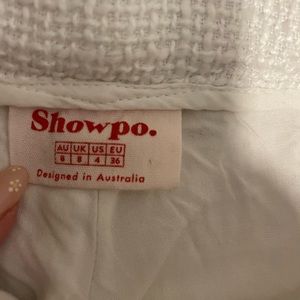 Showpo.
AU UK US EU
8 8 4 36
Designed in Australia